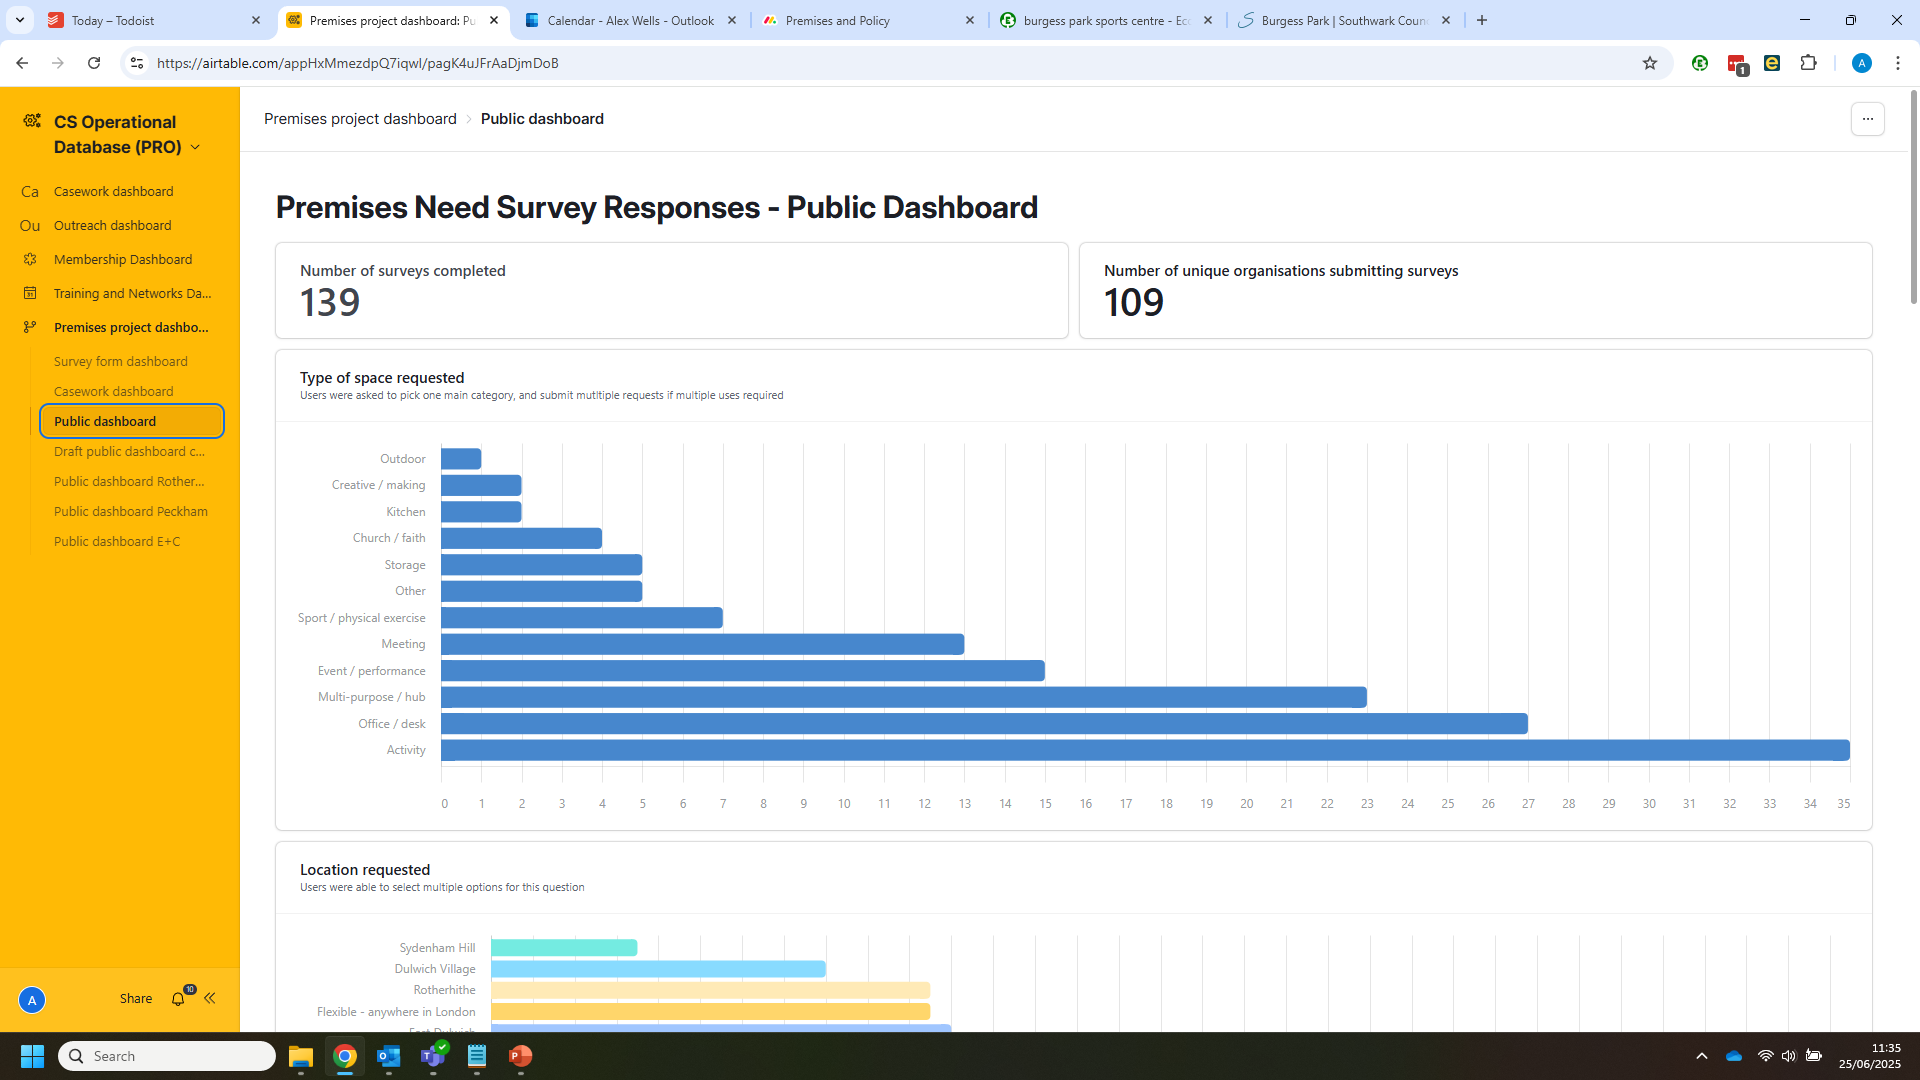 Today – Todoist
Premises project dashboard: Pu
Calendar - Alex Wells - Outlook
Premises and Policy
burgess park sports centre - Ec
Burgess Park | Southwark Coun
https://airtable.com/appHxMmezdpQ7iqwl/pagK4uJFrAaDjmDoB
1
A
CS Operational
Database (PRO)
Ca Casework dashboard
Ou Outreach dashboard
Membership Dashboard
Training and Networks Da...
Premises project dashbo...
Survey form dashboard
Casework dashboard
Public dashboard
Draft public dashboard c...
Public dashboard Rother...
Public dashboard Peckham
Public dashboard E+C
A
Share
10
Premises project dashboard > Public dashboard
...
Premises Need Survey Responses - Public Dashboard
Number of surveys completed
139
Number of unique organisations submitting surveys
109
Type of space requested
Users were asked to pick one main category, and submit mutltiple requests if multiple uses required
Outdoor
Creative / making
Kitchen
Church / faith
Storage
Other
Sport / physical exercise
Meeting
Event / performance
Multi-purpose / hub
Office / desk
Activity
0 1 2 3 4 5 6 7 8 9 10 11 12 13 14 15 16 17 18 19 20 21 22 23 24 25 26 27 28 29 30 31 32 33 34 35
Location requested
Users were able to select multiple options for this question
Sydenham Hill
Dulwich Village
Rotherhithe
Flexible - anywhere in London
East Dulwich
Search
11:35
25/06/2025